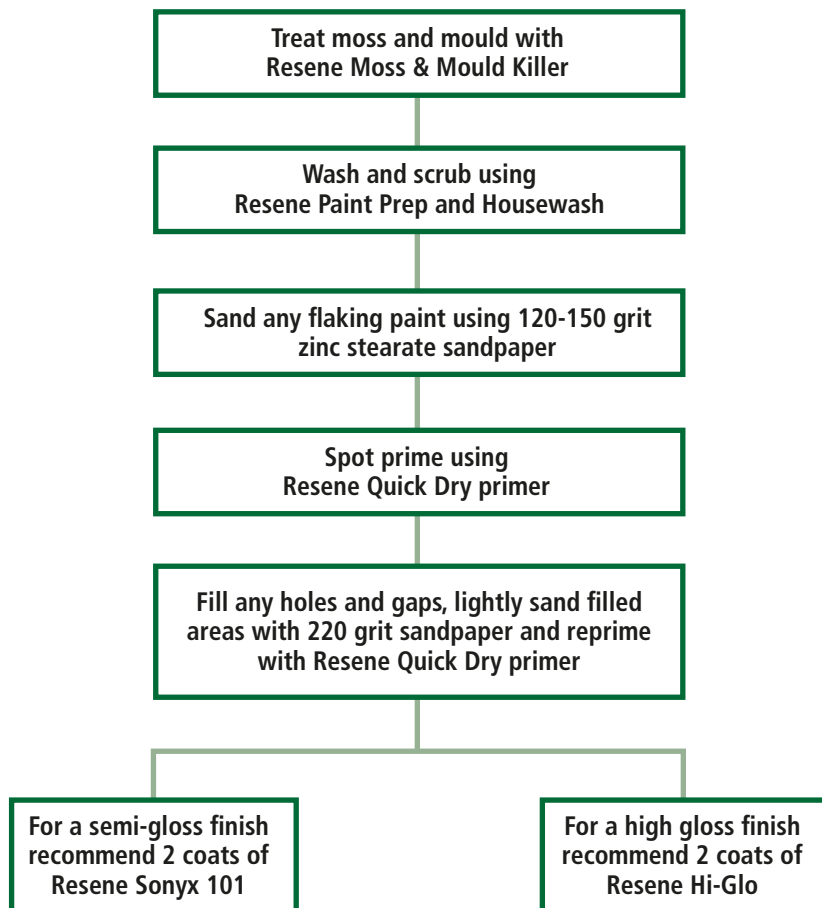 Treat moss and mould with
Resene Moss & Mould Killer
Wash and scrub using
Resene Paint Prep and Housewash
Sand any flaking paint using 120-150 grit
zinc stearate sandpaper
Spot prime using
Resene Quick Dry primer
Fill any holes and gaps, lightly sand filled
areas with 220 grit sandpaper and reprime
with Resene Quick Dry primer
For a semi-gloss finish
recommend 2 coats of
Resene Sonyx 101
For a high gloss finish
recommend 2 coats of
Resene Hi-Glo